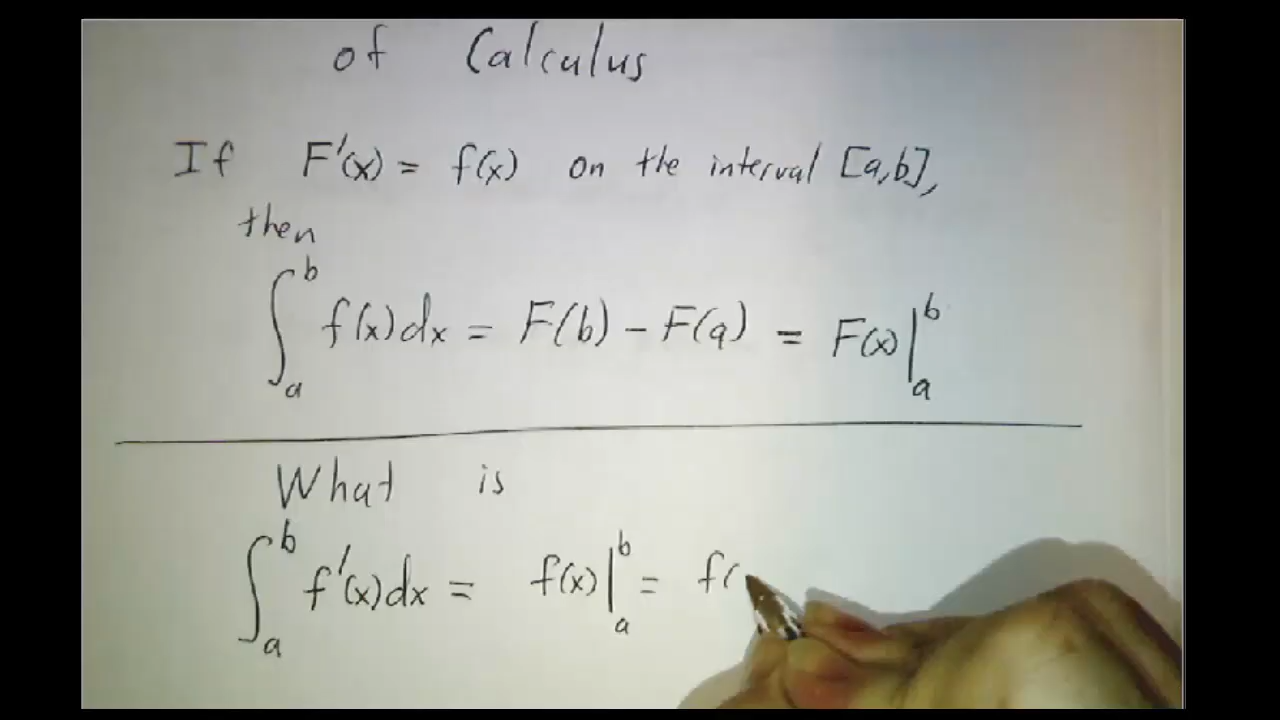 of Calculus
If F'(x) = f(x) on the interval [a,b],
then
∫_a^b f(x)dx = F(b) - F(a) = F(x)|_a^b
What is
∫_a^b f'(x)dx = f(x)|_a^b = f(